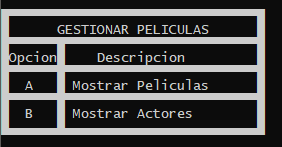 GESTIONAR PELICULAS
Opcion Descripcion
A Mostrar Peliculas
B Mostrar Actores